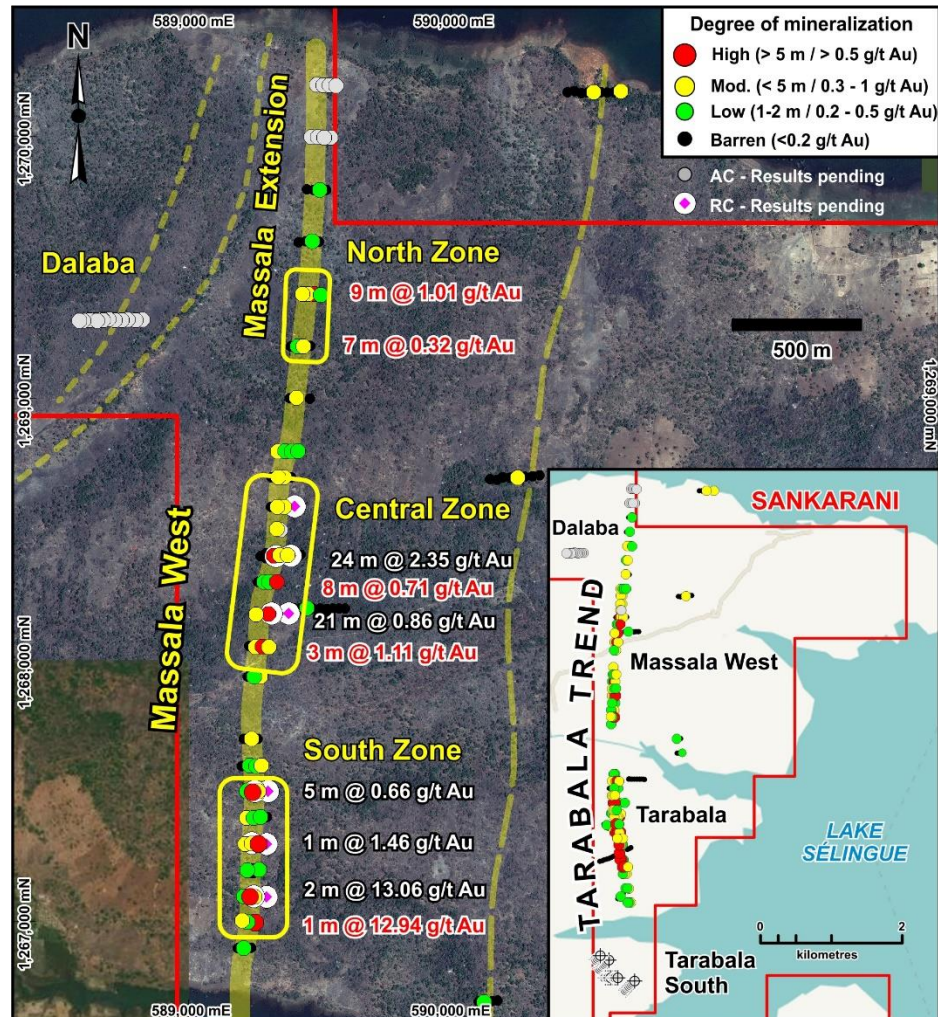 589,000 mE
590,000 mE
N
Degree of mineralization
High (> 5 m / > 0.5 g/t Au)
Mod. (< 5 m / 0.3 - 1 g/t Au)
Low (1-2 m / 0.2 - 0.5 g/t Au)
Barren (<0.2 g/t Au)
AC - Results pending
RC - Results pending
1,270,000 mN
Massala Extension
Dalaba
North Zone
9 m @ 1.01 g/t Au
7 m @ 0.32 g/t Au
500 m
1,269,000 mN
1,269,000 mN
Massala West
Central Zone
24 m @ 2.35 g/t Au
8 m @ 0.71 g/t Au
21 m @ 0.86 g/t Au
3 m @ 1.11 g/t Au
1,268,000 mN
South Zone
5 m @ 0.66 g/t Au
1 m @ 1.46 g/t Au
2 m @ 13.06 g/t Au
1 m @ 12.94 g/t Au
1,267,000 mN
589,000 mE
590,000 mE
SANKARANI
Dalaba
TARABALA TREND
Massala West
Tarabala
LAKE
SÉLINGUE
0 2
kilometres
Tarabala
South